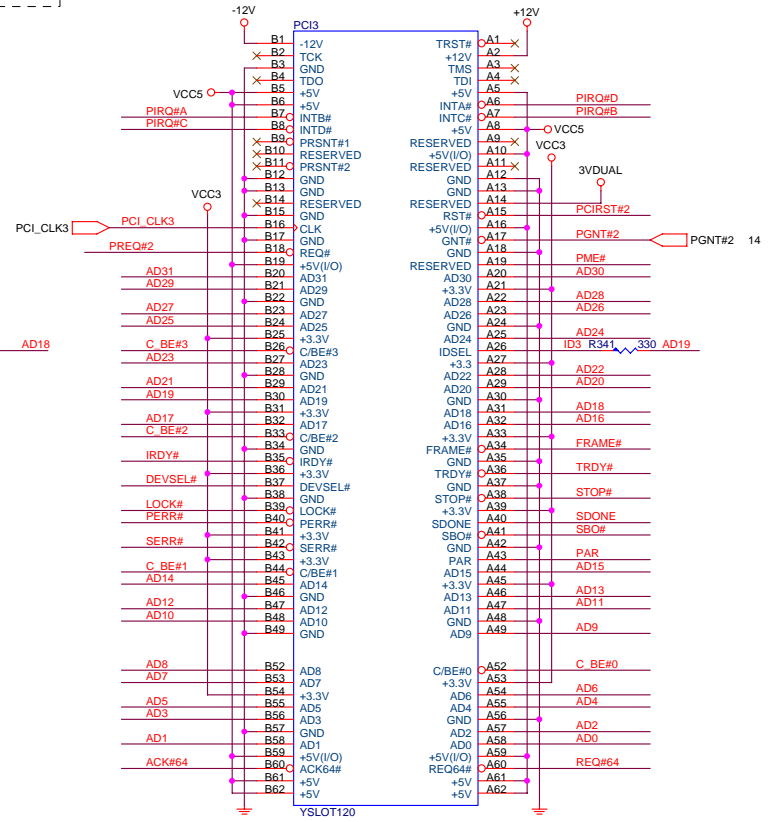 -12V +12V
PCI3
B1 -12V TRST# A1
B2 TCK +12V A2
B3 GND TMS A3
B4 TDO TDI A4
VCC5 B5 +5V +5V A5
B6 +5V INTA# A6 PIRQ#D
PIRQ#A B7 INTB# INTC# A7 PIRQ#B
PIRQ#C B8 INTD# +5V A8 VCC5
B9 PRSNT#1 RESERVED A9
B10 RESERVED +5V(I/O) A10 VCC3
B11 PRSNT#2 RESERVED A11
B12 GND GND A12
B13 GND GND A13 3VDUAL
VCC3 B14 RESERVED RESERVED A14
B15 GND RST# A15 PCIRST#2
PCI_CLK3 PCI_CLK3 B16 CLK +5V(I/O) A16
B17 GND GNT# A17 PGNT#2 PGNT#2 14
PREQ#2 B18 REQ# GND A18
B19 +5V(I/O) RESERVED A19 PME#
AD31 B20 AD31 AD30 A20 AD30
AD29 B21 AD29 +3.3V A21
B22 GND AD28 A22 AD28
AD27 B23 AD27 AD26 A23 AD26
AD25 B24 AD25 GND A24
B25 +3.3V AD24 A25 AD24
AD18 C_BE#3 B26 C/BE#3 IDSEL A26 ID3 R341 330 AD19
AD23 B27 AD23 +3.3 A27
B28 GND AD22 A28 AD22
AD21 B29 AD21 AD20 A29 AD20
AD19 B30 AD19 GND A30
B31 +3.3V AD18 A31 AD18
AD17 B32 AD17 AD16 A32 AD16
C_BE#2 B33 C/BE#2 +3.3V A33
B34 GND FRAME# A34 FRAME#
IRDY# B35 IRDY# GND A35
B36 +3.3V TRDY# A36 TRDY#
DEVSEL# B37 DEVSEL# GND A37
B38 GND STOP# A38 STOP#
LOCK# B39 LOCK# +3.3V A39
PERR# B40 PERR# SDONE A40 SDONE
B41 +3.3V SBO# A41 SBO#
SERR# B42 SERR# GND A42
B43 +3.3V PAR A43 PAR
C_BE#1 B44 C/BE#1 AD15 A44 AD15
AD14 B45 AD14 +3.3V A45
B46 GND AD13 A46 AD13
AD12 B47 AD12 AD11 A47 AD11
AD10 B48 AD10 GND A48
B49 GND AD9 A49 AD9
AD8 B52 AD8 C/BE#0 A52 C_BE#0
AD7 B53 AD7 +3.3V A53
B54 +3.3V AD6 A54 AD6
AD5 B55 AD5 AD4 A55 AD4
AD3 B56 AD3 GND A56
B57 GND AD2 A57 AD2
AD1 B58 AD1 AD0 A58 AD0
B59 +5V(I/O) +5V(I/O) A59
ACK#64 B60 ACK64# REQ64# A60 REQ#64
B61 +5V +5V A61
B62 +5V +5V A62
YSLOT120